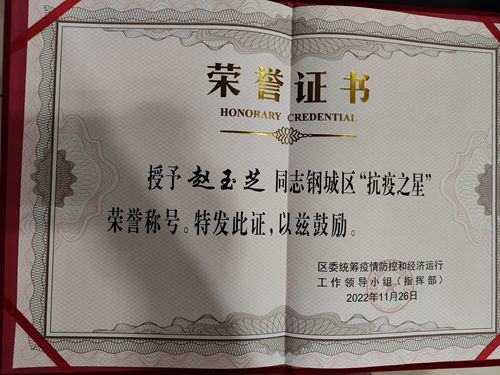 荣誉证书
HONORARY CREDENTIAL
授予 赵玉芝 同志钢城区“抗疫之星”
荣誉称号。特发此证,以兹鼓励。
区委统筹疫情防控和经济运行
工作领导小组(指挥部)
2022年11月26日